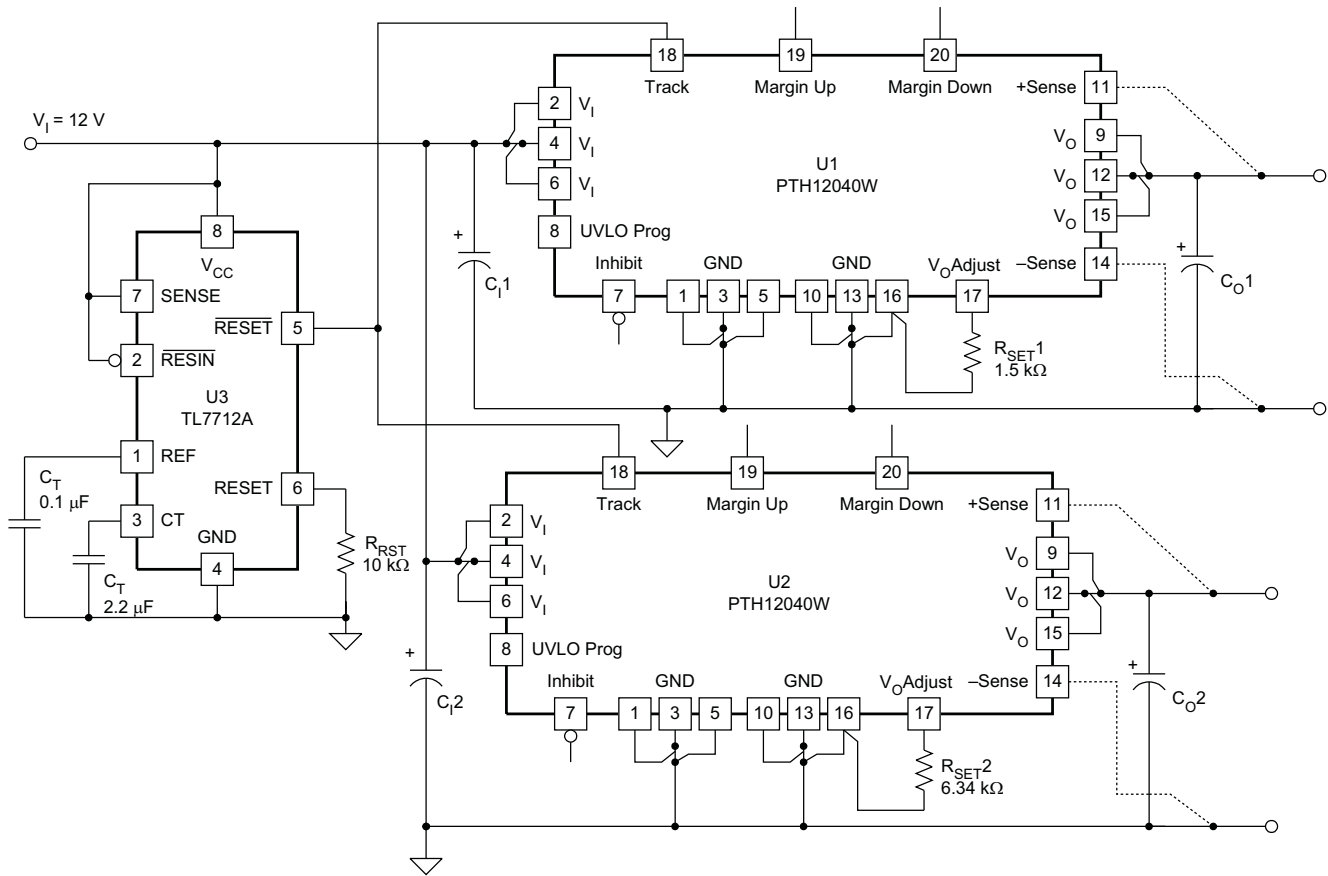 18
19
20
Track
Margin Up
Margin Down
+Sense
11
2
V_I
V_I = 12 V
4
V_I
6
V_I
U1
PTH12040W
V_O
9
V_O
12
V_O
15
8
UVLO Prog
+
C_I1
Inhibit
GND
GND
V_OAdjust
–Sense
14
7
1
3
5
10
13
16
17
+
C_O1
R_SET1
1.5 kΩ
8
V_CC
7
SENSE
RESET
5
2
RESIN
U3
TL7712A
1
REF
C_T
0.1 μF
RESET
6
3
CT
GND
4
C_T
2.2 μF
R_RST
10 kΩ
18
19
20
Track
Margin Up
Margin Down
+Sense
11
2
V_I
4
V_I
6
V_I
U2
PTH12040W
V_O
9
V_O
12
V_O
15
8
UVLO Prog
+
C_I2
Inhibit
GND
GND
V_OAdjust
–Sense
14
7
1
3
5
10
13
16
17
+
C_O2
R_SET2
6.34 kΩ